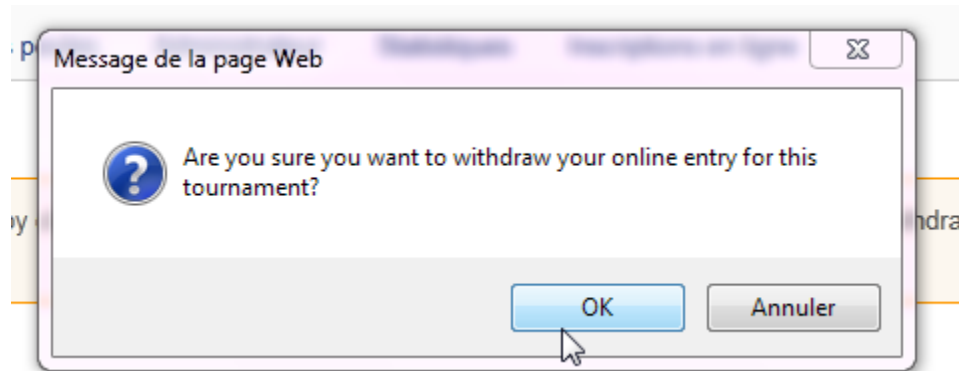 Message de la page Web
Are you sure you want to withdraw your online entry for this
tournament?
OK
Annuler